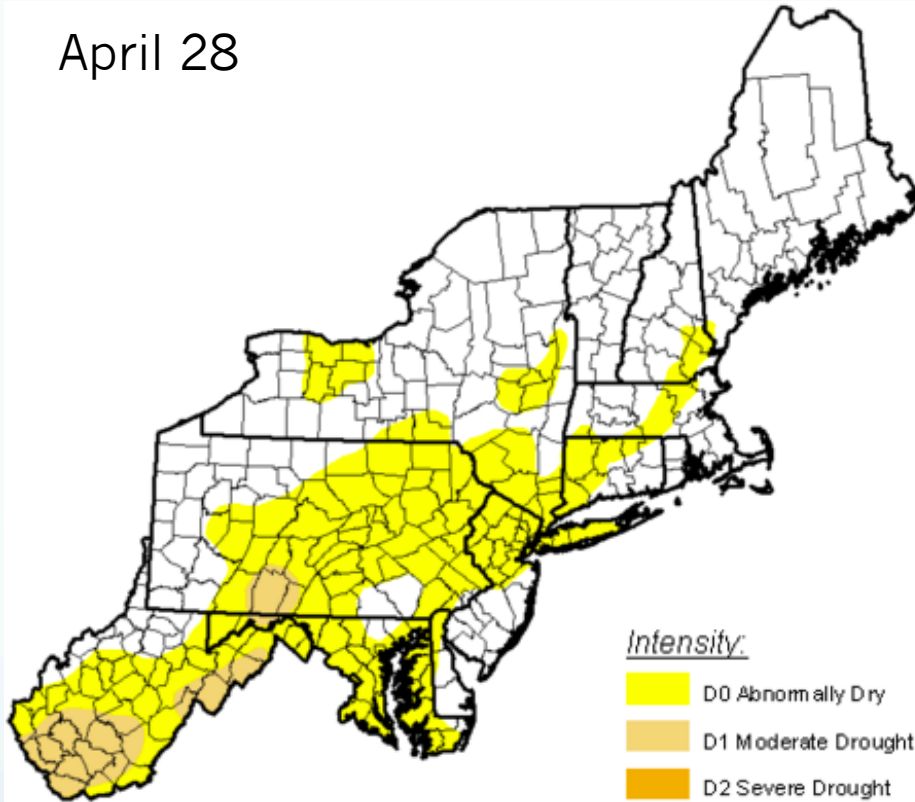 April 28
Intensity:
D0 Abnormally Dry
D1 Moderate Drought
D2 Severe Drought